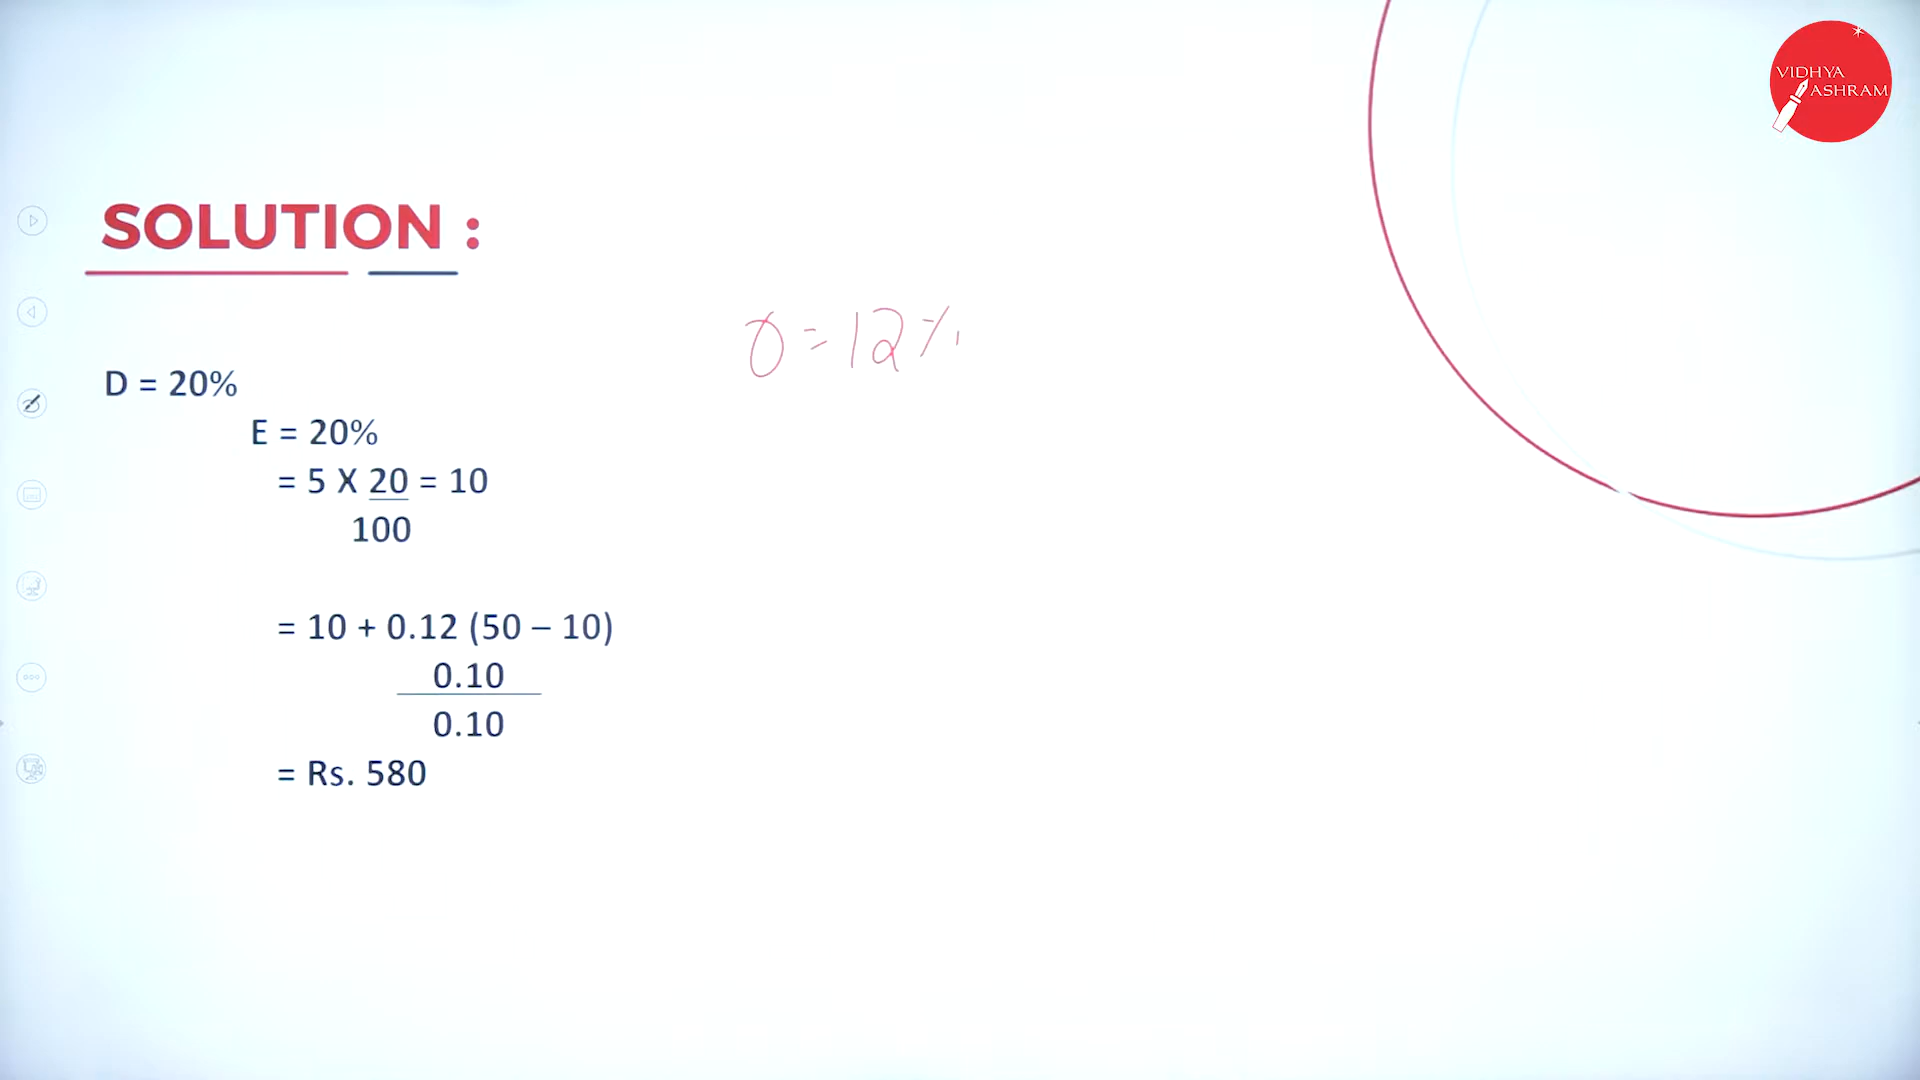 VIDHYA
ASHRAM
SOLUTION :
0 = 12%
D = 20%
E = 20%
= 5 X 20 = 10
100
= 10 + 0.12 (50 – 10)
0.10
0.10
= Rs. 580